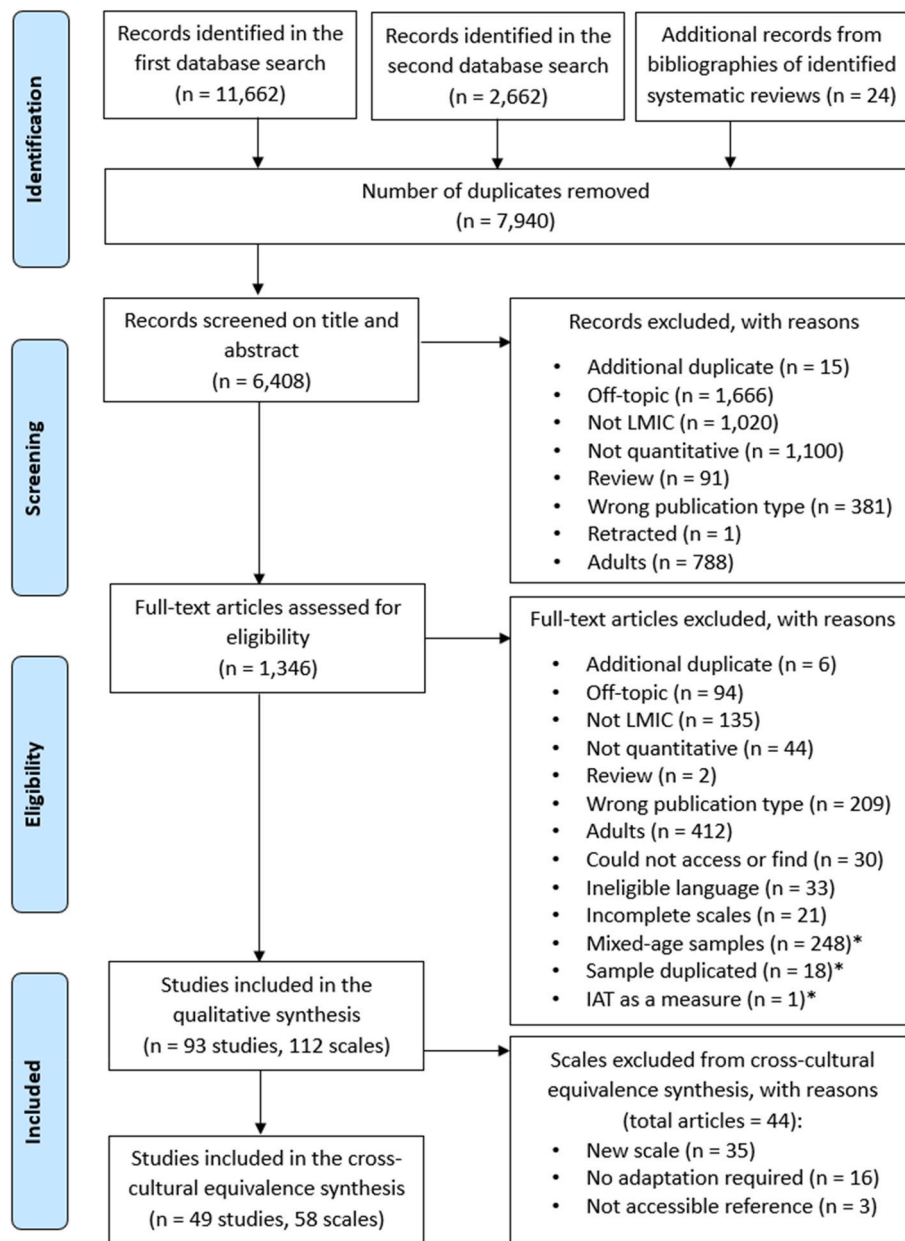 Identification
Records identified in the
first database search
(n = 11,662)
Records identified in the
second database search
(n = 2,662)
Additional records from
bibliographies of identified
systematic reviews (n = 24)
Number of duplicates removed
(n = 7,940)
Screening
Records screened on title and
abstract
(n = 6,408)
Records excluded, with reasons
• Additional duplicate (n = 15)
• Off-topic (n = 1,666)
• Not LMIC (n = 1,020)
• Not quantitative (n = 1,100)
• Review (n = 91)
• Wrong publication type (n = 381)
• Retracted (n = 1)
• Adults (n = 788)
Eligibility
Full-text articles assessed for
eligibility
(n = 1,346)
Full-text articles excluded, with reasons
• Additional duplicate (n = 6)
• Off-topic (n = 94)
• Not LMIC (n = 135)
• Not quantitative (n = 44)
• Review (n = 2)
• Wrong publication type (n = 209)
• Adults (n = 412)
• Could not access or find (n = 30)
• Ineligible language (n = 33)
• Incomplete scales (n = 21)
• Mixed-age samples (n = 248)*
• Sample duplicated (n = 18)*
• IAT as a measure (n = 1)*
Included
Studies included in the
qualitative synthesis
(n = 93 studies, 112 scales)
Scales excluded from cross-cultural
equivalence synthesis, with reasons
(total articles = 44):
• New scale (n = 35)
• No adaptation required (n = 16)
• Not accessible reference (n = 3)
Studies included in the cross-
cultural equivalence synthesis
(n = 49 studies, 58 scales)